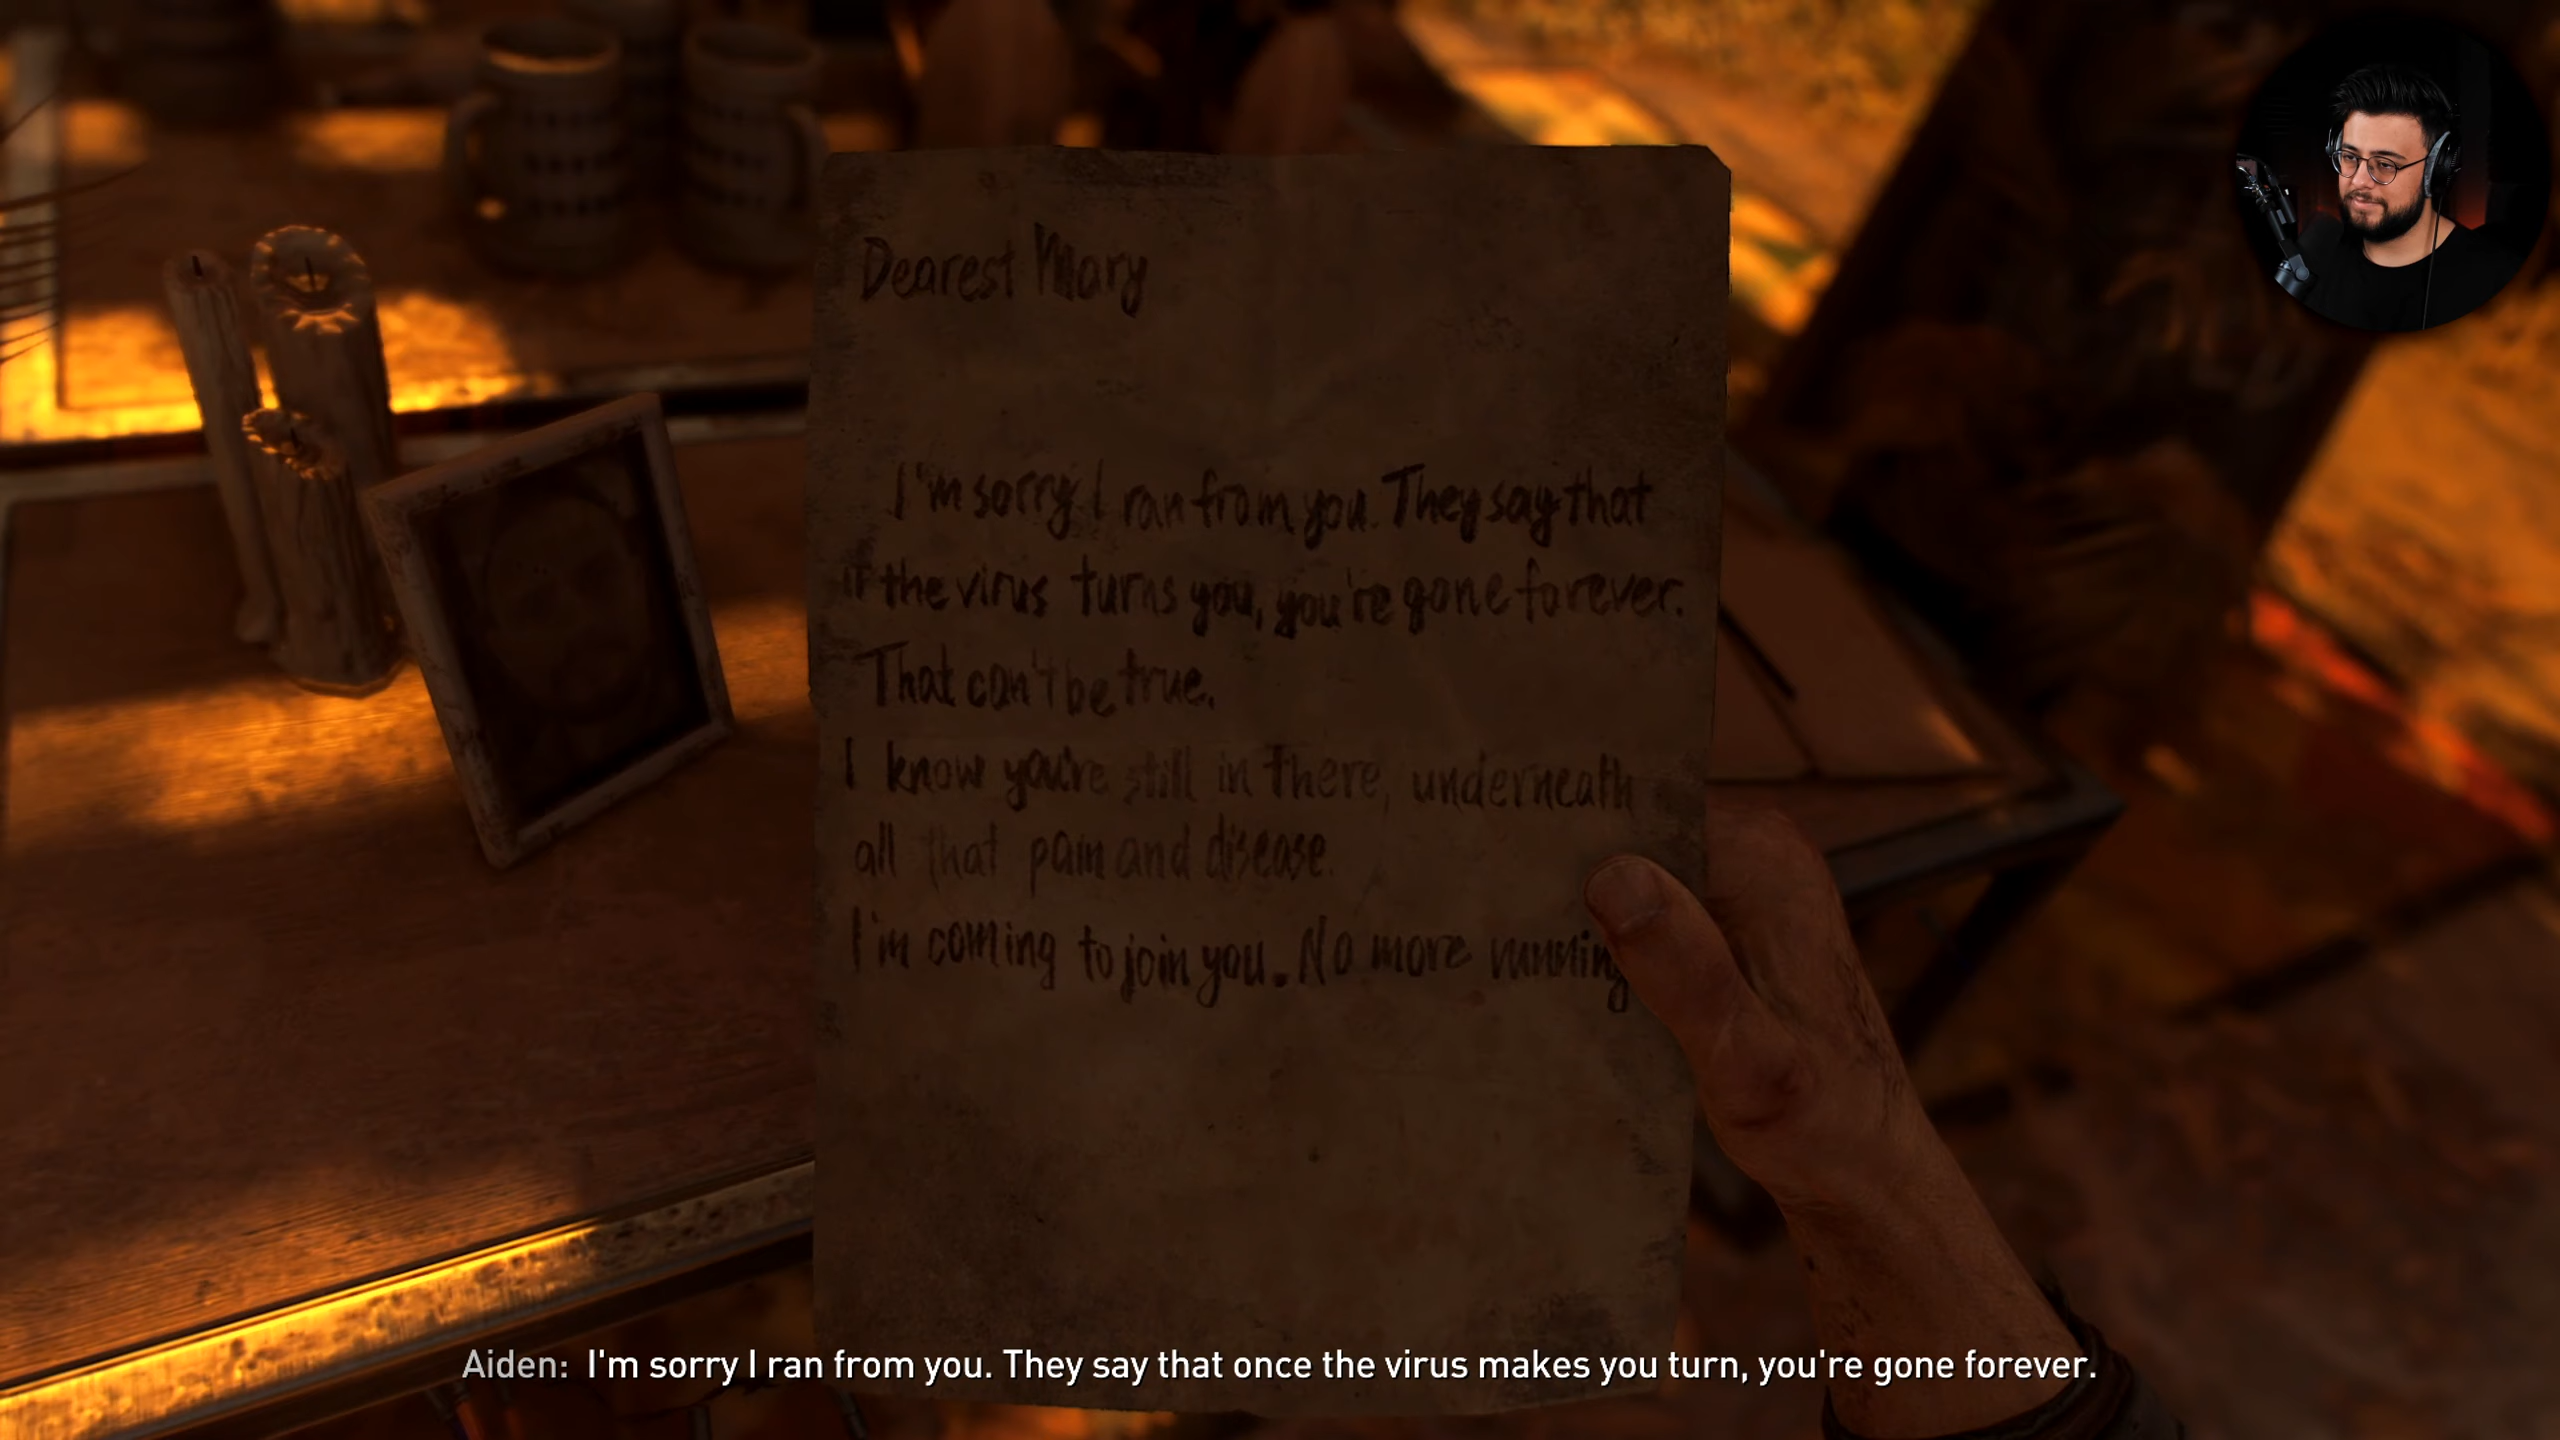 Dearest Mary
I'm sorry I ran from you. They say that
if the virus turns you, you're gone forever.
That can't be true.
I know you're still in there, underneath
all that pain and disease.
I'm coming to join you. No more running
Aiden: I'm sorry I ran from you. They say that once the virus makes you turn, you're gone forever.